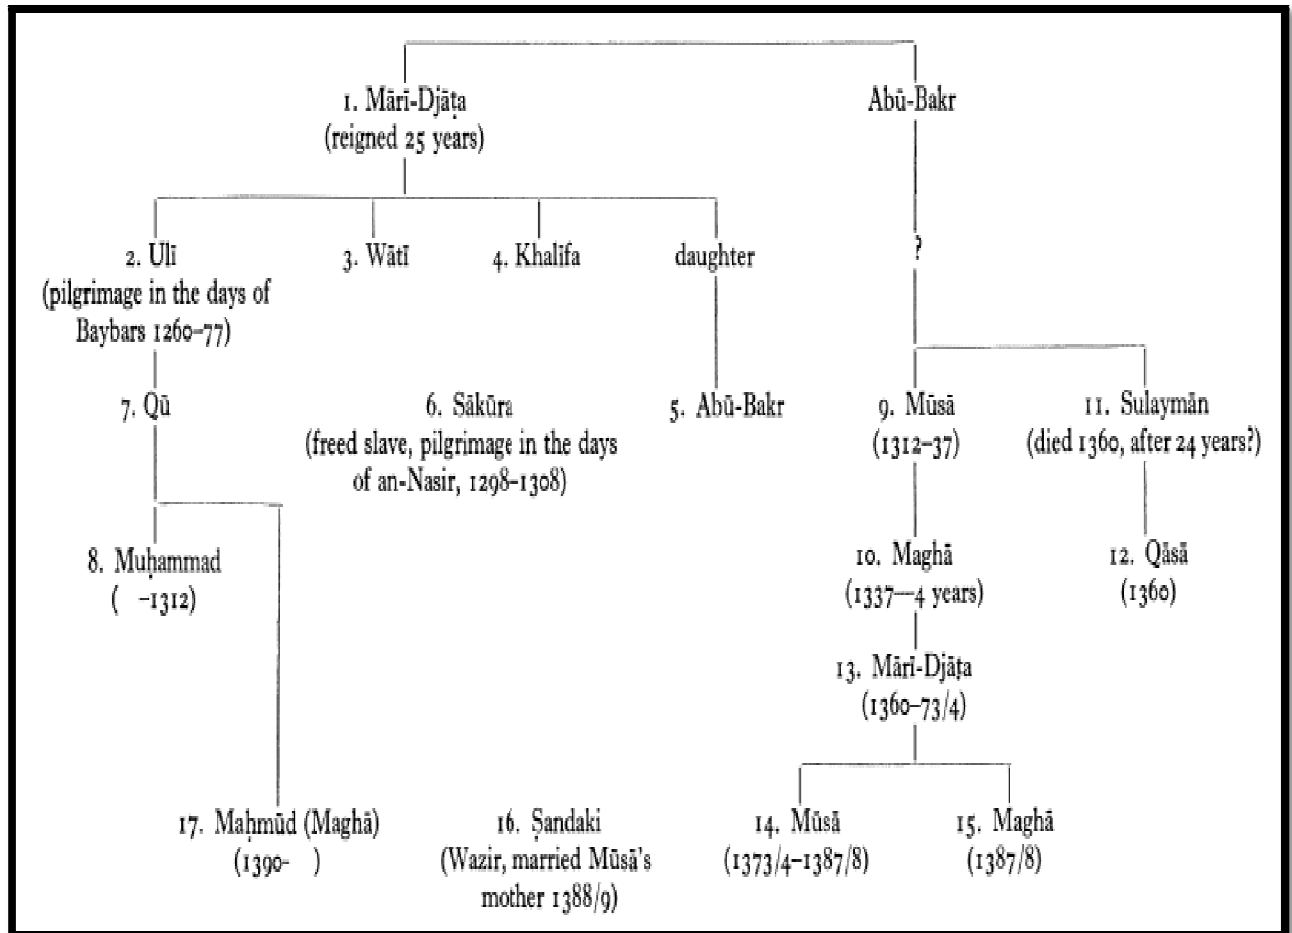 1. Māri-Djāṭa
(reigned 25 years)
Abū-Bakr
2. Ulī
(pilgrimage in the days of
Baybars 1260–77)
3. Wātī
4. Khalīfa
daughter
?
7. Qū
6. Sākūra
(freed slave, pilgrimage in the days
of an-Nasir, 1298–1308)
5. Abū-Bakr
9. Mūsā
(1312–37)
11. Sulaymān
(died 1360, after 24 years?)
8. Muḥammad
( –1312)
10. Maghā
(1337—4 years)
12. Qāsā
(1360)
13. Māri-Djāṭa
(1360–73/4)
17. Maḥmūd (Maghā)
(1390- )
16. Ṣandaki
(Wazir, married Mūsā's
mother 1388/9)
14. Mūsā
(1373/4–1387/8)
15. Maghā
(1387/8)